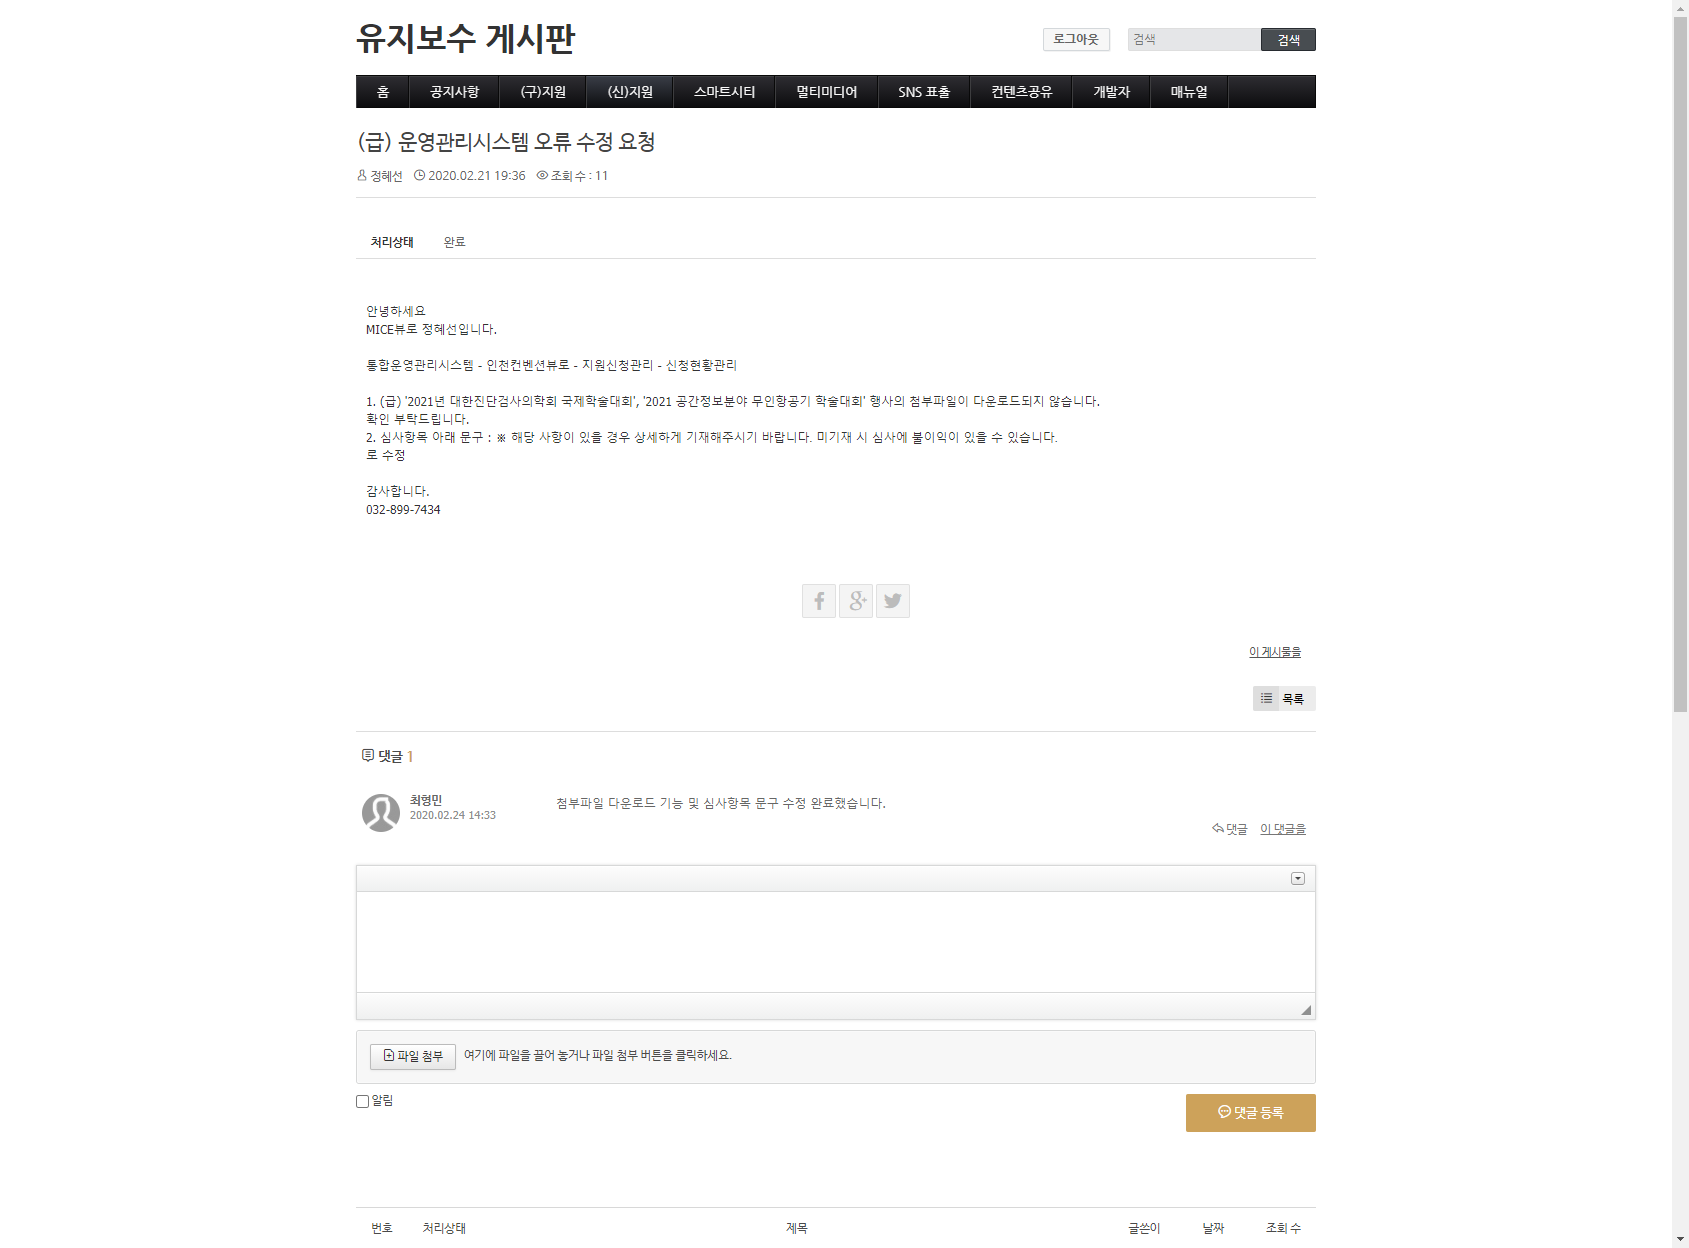 유지보수 게시판
로그아웃
검색
검색
홈
공지사항
(구)지원
(신)지원
스마트시티
멀티미디어
SNS 표출
컨텐츠공유
개발자
매뉴얼
(급) 운영관리시스템 오류 수정 요청
정혜선 2020.02.21 19:36 조회 수 : 11
처리상태 완료
안녕하세요
MICE뷰로 정혜선입니다.
통합운영관리시스템 - 인천컨벤션뷰로 - 지원신청관리 - 신청현황관리
1. (급) '2021년 대한진단검사의학회 국제학술대회', '2021 공간정보분야 무인항공기 학술대회' 행사의 첨부파일이 다운로드되지 않습니다.
확인 부탁드립니다.
2. 심사항목 아래 문구 : ※ 해당 사항이 있을 경우 상세하게 기재해주시기 바랍니다. 미기재 시 심사에 불이익이 있을 수 있습니다.
로 수정
감사합니다.
032-899-7434
이 게시물을
목록
댓글 1
최형민
2020.02.24 14:33
첨부파일 다운로드 기능 및 심사항목 문구 수정 완료했습니다.
댓글 이 댓글을
파일 첨부 여기에 파일을 끌어 놓거나 파일 첨부 버튼을 클릭하세요.
알림
댓글 등록
번호 처리상태 제목 글쓴이 날짜 조회 수